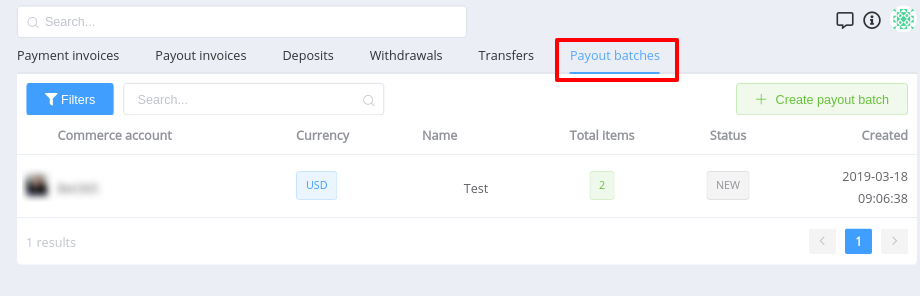 Search...
Payment invoices Payout invoices Deposits Withdrawals Transfers Payout batches
Filters Search... + Create payout batch
Commerce account Currency Name Total items Status Created
USD Test 2 NEW 2019-03-18
09:06:38
1 results 1